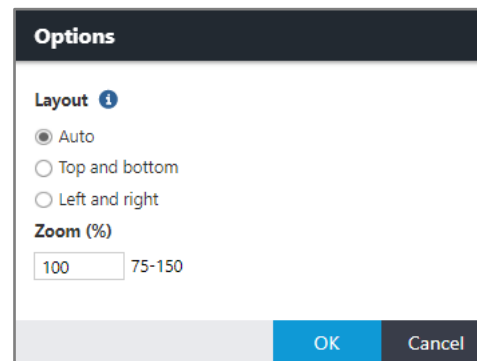 Options
Layout
Auto
Top and bottom
Left and right
Zoom (%)
100 75-150
OK Cancel